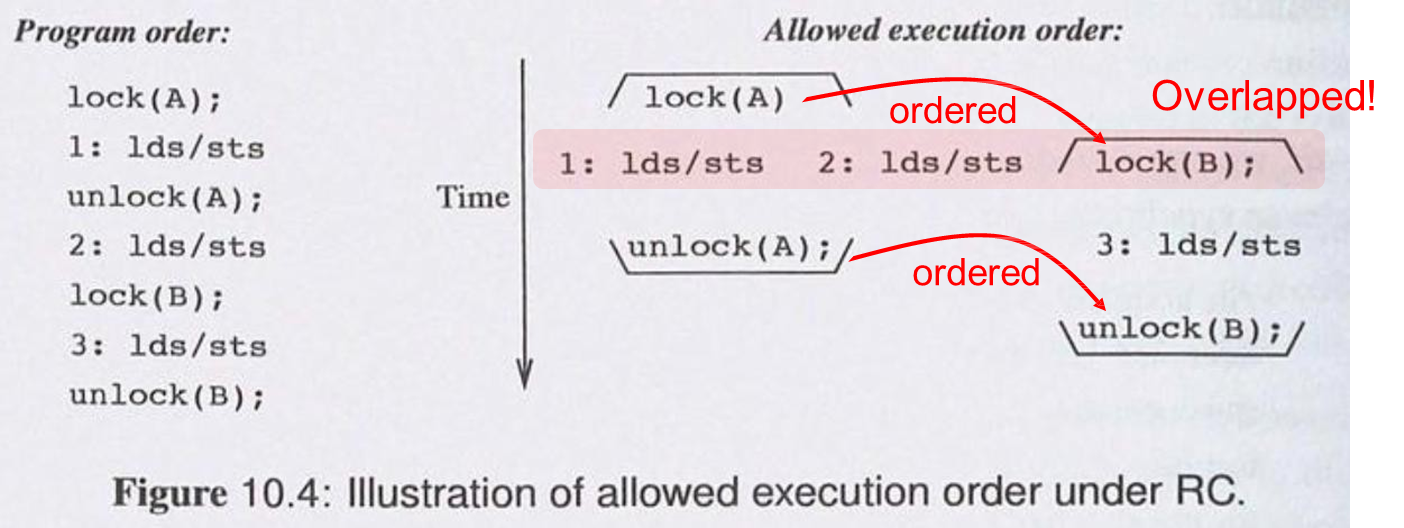 Program order:
Allowed execution order:
lock(A);
1: lds/sts
unlock(A);
2: lds/sts
lock(B);
3: lds/sts
unlock(B);
Time
lock(A)
ordered
Overlapped!
1: lds/sts 2: lds/sts lock(B);
unlock(A);
ordered
3: lds/sts
unlock(B);
Figure 10.4: Illustration of allowed execution order under RC.